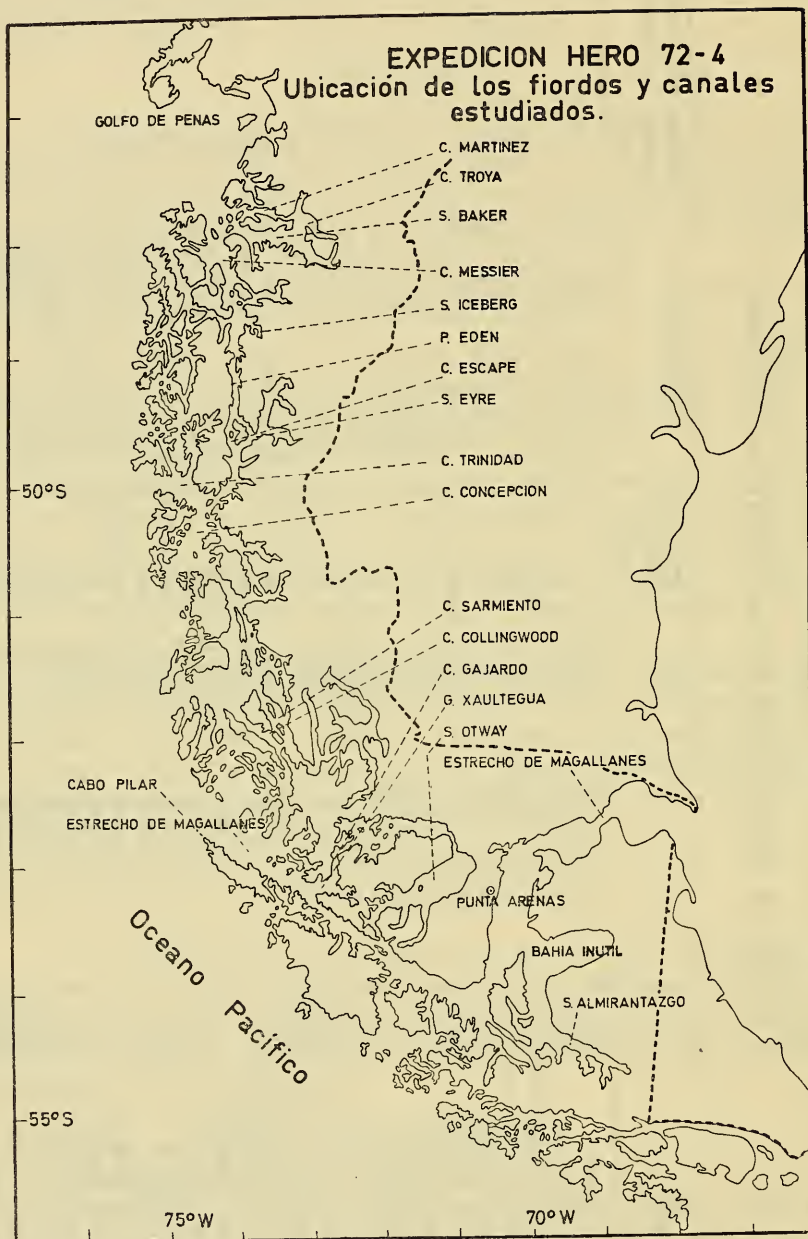 EXPEDICION HERO 72-4
Ubicación de los fiordos y canales
estudiados.
GOLFO DE PENAS
C. MARTINEZ
C. TROYA
S. BAKER
C. MESSIER
S. ICEBERG
P. EDEN
C. ESCAPE
S. EYRE
C. TRINIDAD
50°S
C. CONCEPCION
C. SARMIENTO
C. COLLINGWOOD
C. GAJARDO
G. XAULTEGUA
S. OTWAY
ESTRECHO DE MAGALLANES
CABO PILAR
ESTRECHO DE MAGALLANES
PUNTA ARENAS
Oceano Pacífico
BAHIA INUTIL
S. ALMIRANTAZGO
55°S
75°W
70°W